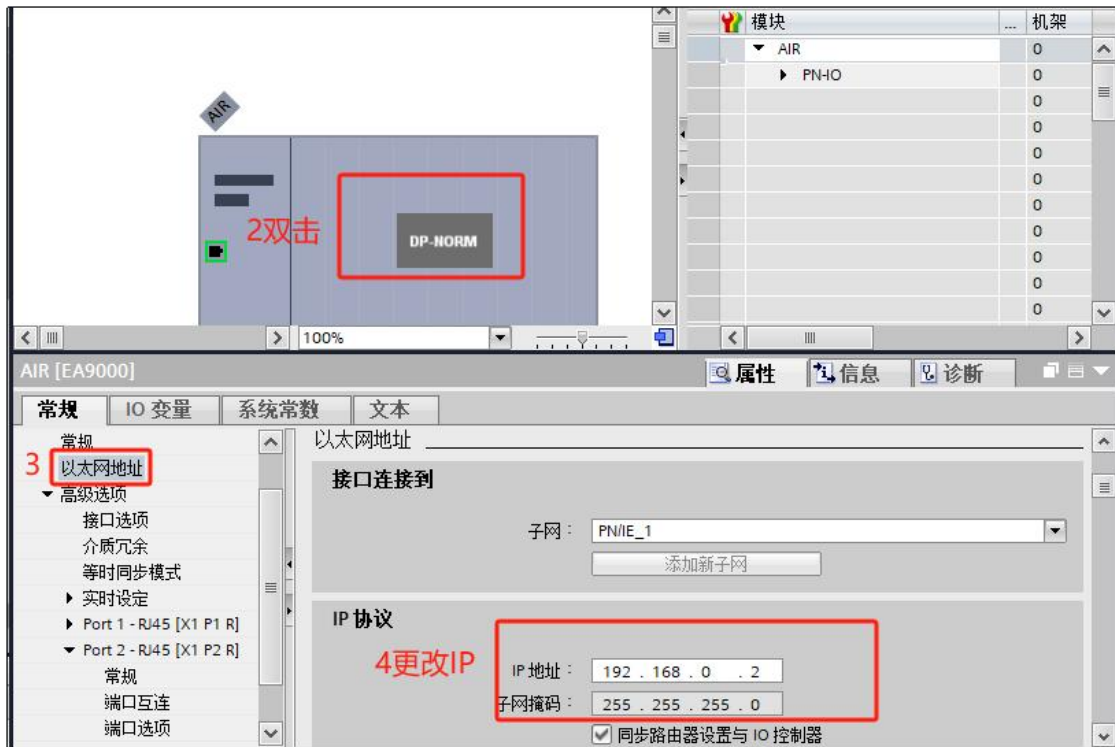 模块 ... 机架
AIR 0
PN-IO 0
0
0
0
0
0
0
0
0
0
AIR
2双击
DP-NORM
100%
AIR [EA9000]
属性 信息 诊断
常规 IO 变量 系统常数 文本
常规
3 以太网地址
高级选项
接口选项
介质冗余
等时同步模式
实时设定
Port 1 - RJ45 [X1 P1 R]
Port 2 - RJ45 [X1 P2 R]
常规
端口互连
端口选项
以太网地址
接口连接到
子网: PN/IE_1
添加新子网
IP 协议
4更改IP
IP 地址: 192 . 168 . 0 . 2
子网掩码: 255 . 255 . 255 . 0
同步路由器设置与 IO 控制器